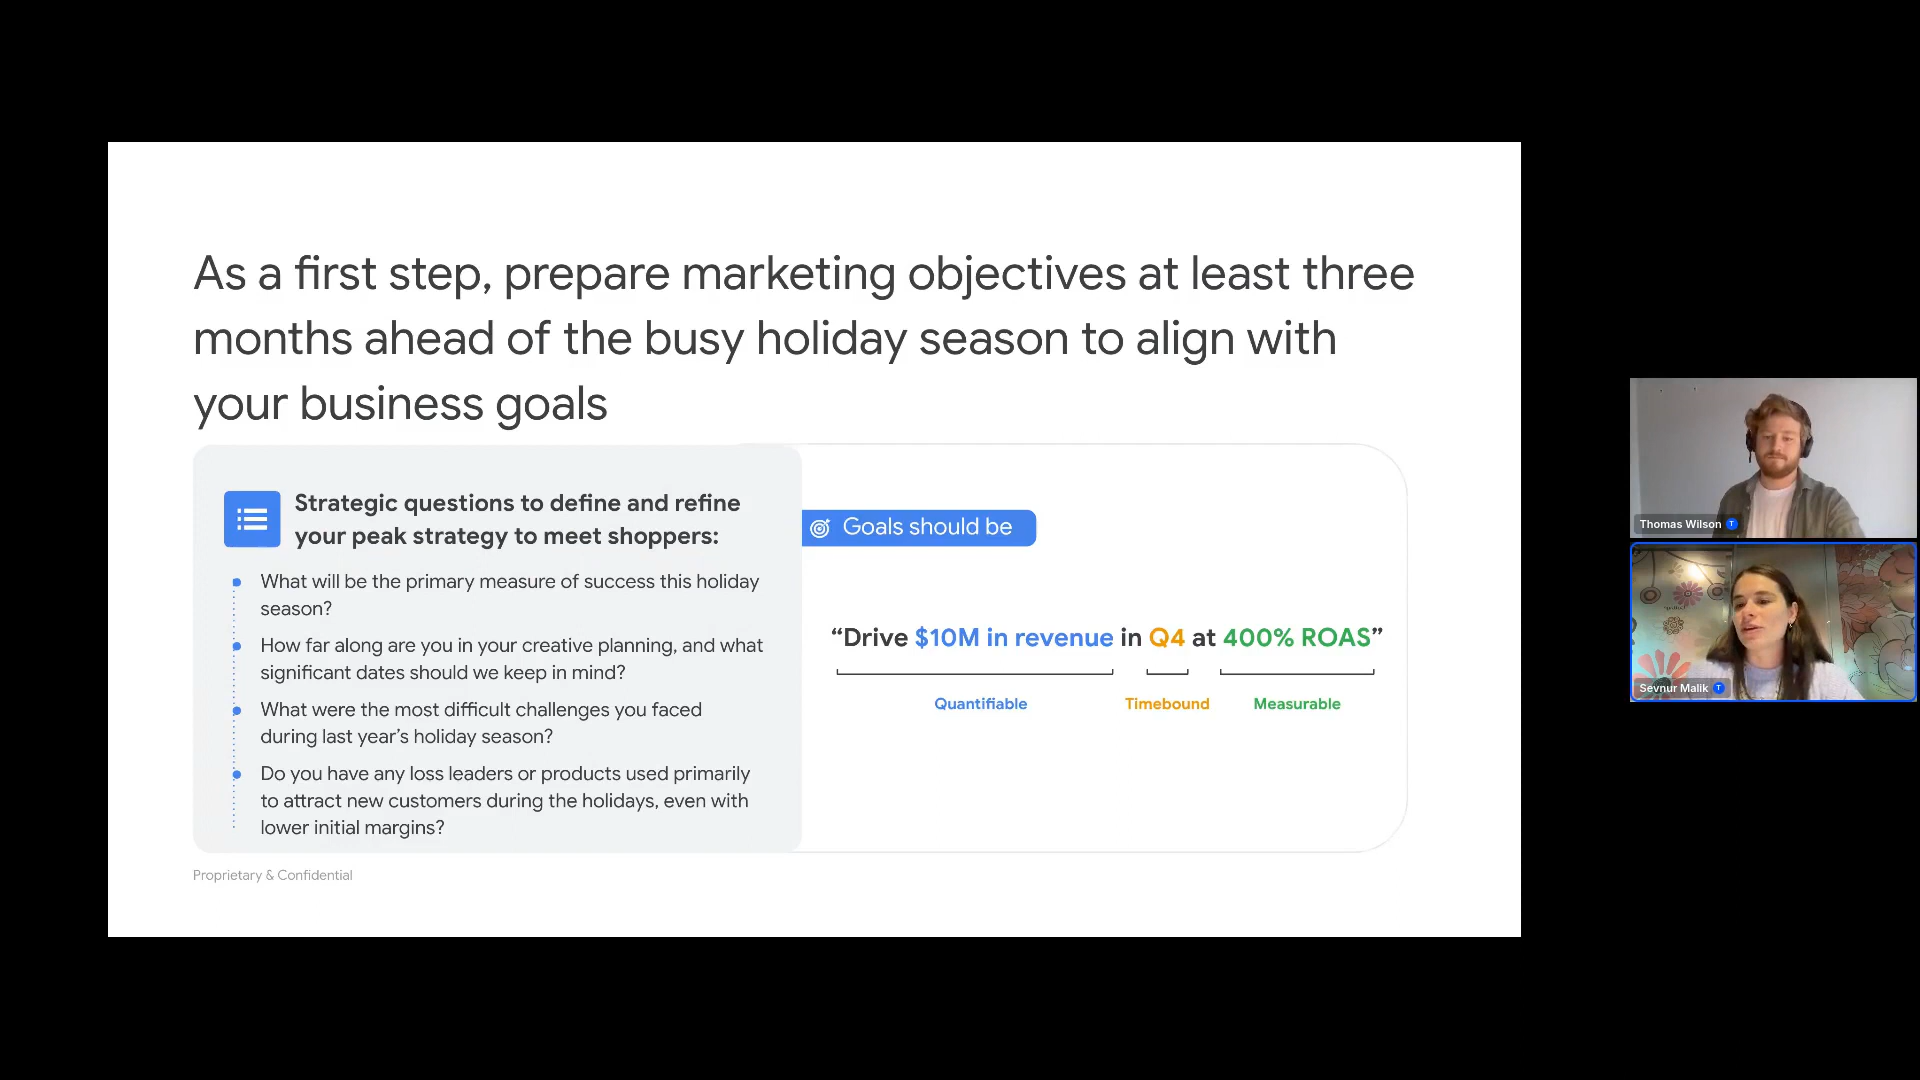 As a first step, prepare marketing objectives at least three
months ahead of the busy holiday season to align with
your business goals
Strategic questions to define and refine
your peak strategy to meet shoppers:
What will be the primary measure of success this holiday
season?
How far along are you in your creative planning, and what
significant dates should we keep in mind?
What were the most difficult challenges you faced
during last year’s holiday season?
Do you have any loss leaders or products used primarily
to attract new customers during the holidays, even with
lower initial margins?
Goals should be
“Drive $10M in revenue in Q4 at 400% ROAS”
Quantifiable
Timebound
Measurable
Proprietary & Confidential
Thomas Wilson T
Sevnur Malik T